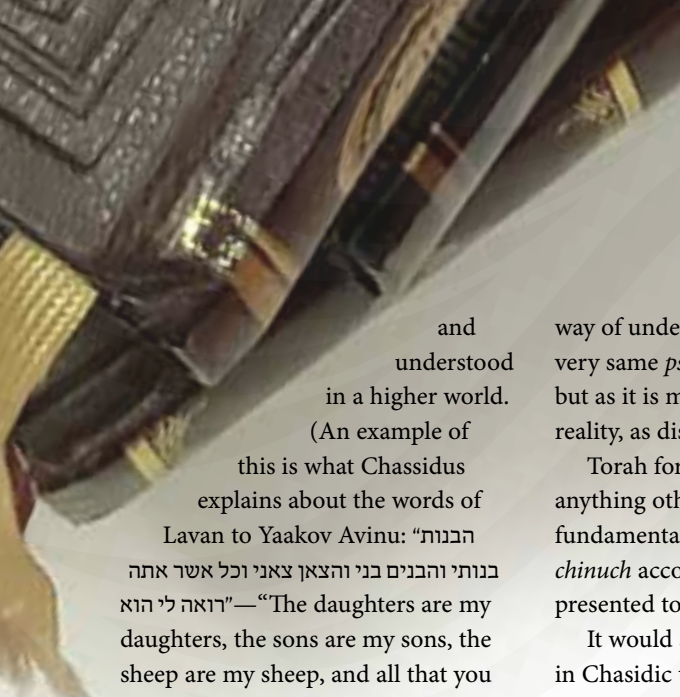 and
understood
in a higher world.
(An example of
this is what Chassidus
explains about the words of
Lavan to Yaakov Avinu: “הבנות
בנותי והבנים בני והצאן צאני וכל אשר אתה
רואה לי הוא”—“The daughters are my
daughters, the sons are my sons, the
sheep are my sheep, and all that you
way of unde
very same ps
but as it is m
reality, as dis
Torah for
anything oth
fundamenta
chinuch acco
presented to
It would
in Chasidic